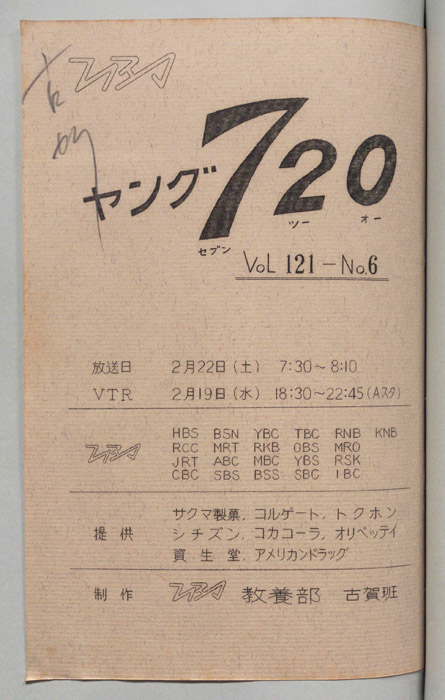 TBS
ヤング720
セブン ツー オー
VOL 121 － No.6
放送日 2月22日（土） 7:30～8:10
VTR 2月19日（水） 18:30～22:45（Aスタ）
TBS
HBS BSN YBC TBC RNB KNB
RCC MRT RKB OBS MRO
JRT ABC MBC YBS RSK
CBC SBS BSS SBC IBC
提供
サクマ製菓, コルゲート, トクホン
シチズン, コカコーラ, オリベッテイ
資生堂, アメリカンドラッグ
制作 TBS 教養部 古賀班